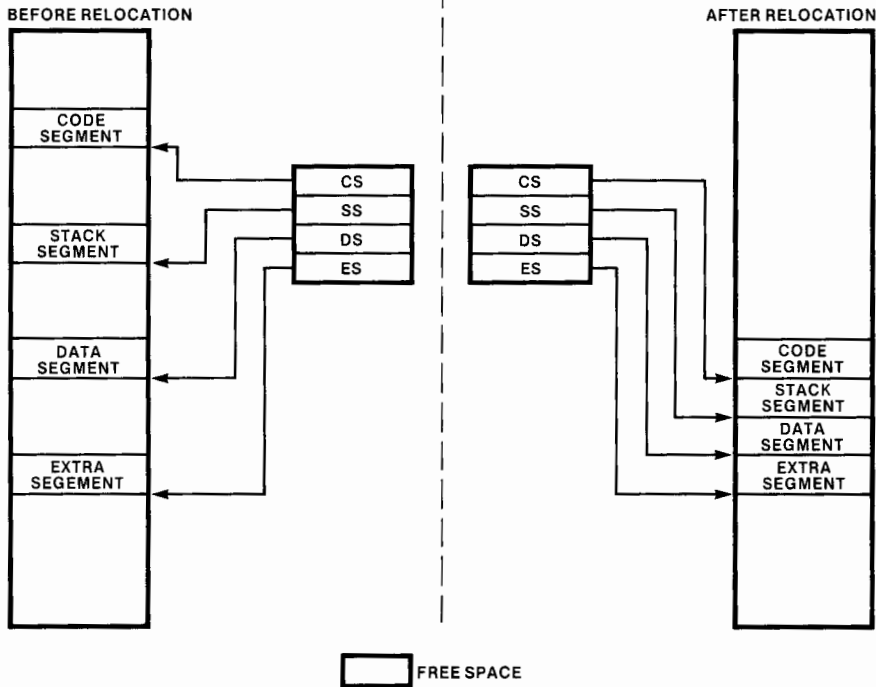 BEFORE RELOCATION
CODE
SEGMENT
STACK
SEGMENT
DATA
SEGMENT
EXTRA
SEGEMENT
CS
SS
DS
ES
AFTER RELOCATION
CS
SS
DS
ES
CODE
SEGMENT
STACK
SEGMENT
DATA
SEGMENT
EXTRA
SEGMENT
FREE SPACE